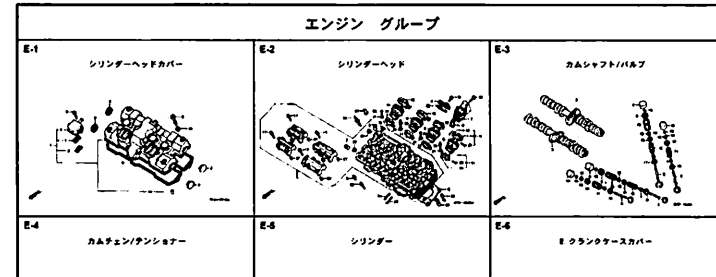 エンジン グループ
E-1
シリンダーヘッドカバー
E-2
シリンダーヘッド
E-3
カムシャフト/バルブ
E-4
カムチェン/テンショナー
E-5
シリンダー
E-6
R クランクケースカバー